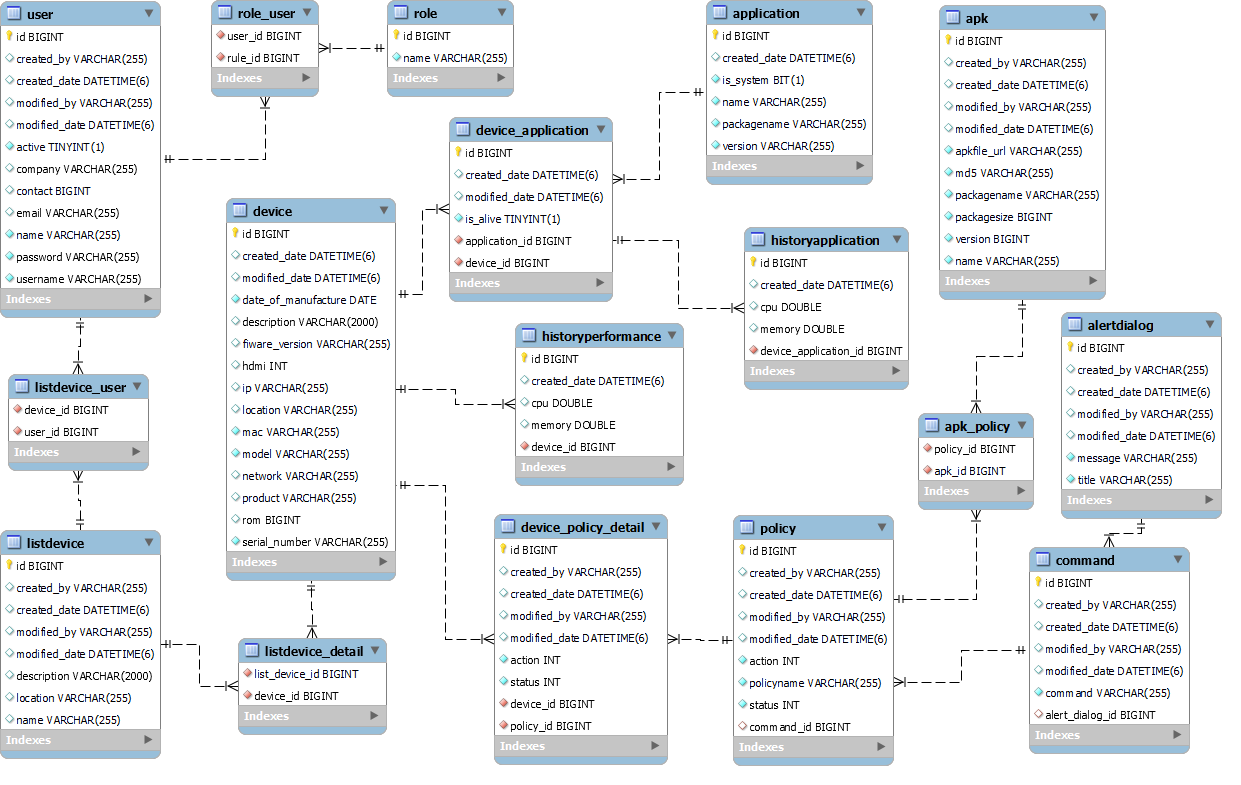 user
id BIGINT
created_by VARCHAR(255)
created_date DATETIME(6)
modified_by VARCHAR(255)
modified_date DATETIME(6)
active TINYINT(1)
company VARCHAR(255)
contact BIGINT
email VARCHAR(255)
name VARCHAR(255)
password VARCHAR(255)
username VARCHAR(255)
Indexes
role_user
user_id BIGINT
rule_id BIGINT
Indexes
role
id BIGINT
name VARCHAR(255)
Indexes
application
id BIGINT
created_date DATETIME(6)
is_system BIT(1)
name VARCHAR(255)
packagename VARCHAR(255)
version VARCHAR(255)
Indexes
apk
id BIGINT
created_by VARCHAR(255)
created_date DATETIME(6)
modified_by VARCHAR(255)
modified_date DATETIME(6)
apkfile_url VARCHAR(255)
md5 VARCHAR(255)
packagename VARCHAR(255)
packagesize BIGINT
version BIGINT
name VARCHAR(255)
Indexes
device_application
id BIGINT
created_date DATETIME(6)
modified_date DATETIME(6)
is_alive TINYINT(1)
application_id BIGINT
device_id BIGINT
Indexes
device
id BIGINT
created_date DATETIME(6)
modified_date DATETIME(6)
date_of_manufacture DATE
description VARCHAR(2000)
fiware_version VARCHAR(255)
hdmi INT
ip VARCHAR(255)
location VARCHAR(255)
mac VARCHAR(255)
model VARCHAR(255)
network VARCHAR(255)
product VARCHAR(255)
rom BIGINT
serial_number VARCHAR(255)
Indexes
historyapplication
id BIGINT
created_date DATETIME(6)
cpu DOUBLE
memory DOUBLE
device_application_id BIGINT
Indexes
historyperformance
id BIGINT
created_date DATETIME(6)
cpu DOUBLE
memory DOUBLE
device_id BIGINT
Indexes
alertdialog
id BIGINT
created_by VARCHAR(255)
created_date DATETIME(6)
modified_by VARCHAR(255)
modified_date DATETIME(6)
message VARCHAR(255)
title VARCHAR(255)
Indexes
listdevice_user
device_id BIGINT
user_id BIGINT
Indexes
apk_policy
policy_id BIGINT
apk_id BIGINT
Indexes
listdevice
id BIGINT
created_by VARCHAR(255)
created_date DATETIME(6)
modified_by VARCHAR(255)
modified_date DATETIME(6)
description VARCHAR(2000)
location VARCHAR(255)
name VARCHAR(255)
Indexes
listdevice_detail
list_device_id BIGINT
device_id BIGINT
Indexes
device_policy_detail
id BIGINT
created_by VARCHAR(255)
created_date DATETIME(6)
modified_by VARCHAR(255)
modified_date DATETIME(6)
action INT
status INT
device_id BIGINT
policy_id BIGINT
Indexes
policy
id BIGINT
created_by VARCHAR(255)
created_date DATETIME(6)
modified_by VARCHAR(255)
modified_date DATETIME(6)
action INT
policyname VARCHAR(255)
status INT
command_id BIGINT
Indexes
command
id BIGINT
created_by VARCHAR(255)
created_date DATETIME(6)
modified_by VARCHAR(255)
modified_date DATETIME(6)
command VARCHAR(255)
alert_dialog_id BIGINT
Indexes